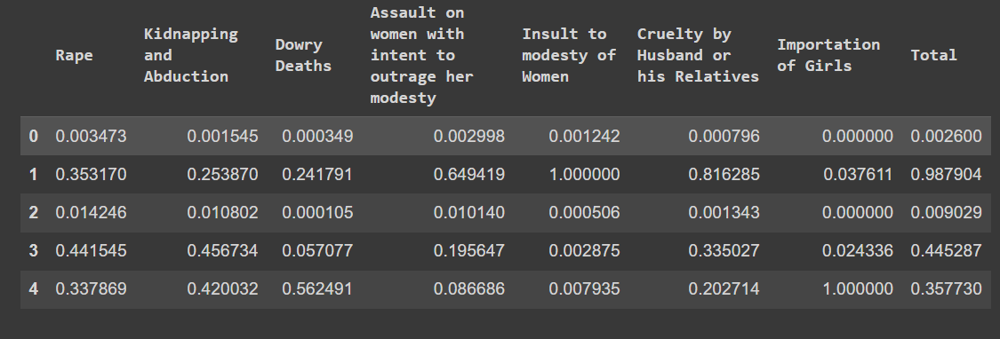 Rape Kidnapping and Abduction Dowry Deaths Assault on women with intent to outrage her modesty Insult to modesty of Women Cruelty by Husband or his Relatives Importation of Girls Total
0 0.003473 0.001545 0.000349 0.002998 0.001242 0.000796 0.000000 0.002600
1 0.353170 0.253870 0.241791 0.649419 1.000000 0.816285 0.037611 0.987904
2 0.014246 0.010802 0.000105 0.010140 0.000506 0.001343 0.000000 0.009029
3 0.441545 0.456734 0.057077 0.195647 0.002875 0.335027 0.024336 0.445287
4 0.337869 0.420032 0.562491 0.086686 0.007935 0.202714 1.000000 0.357730